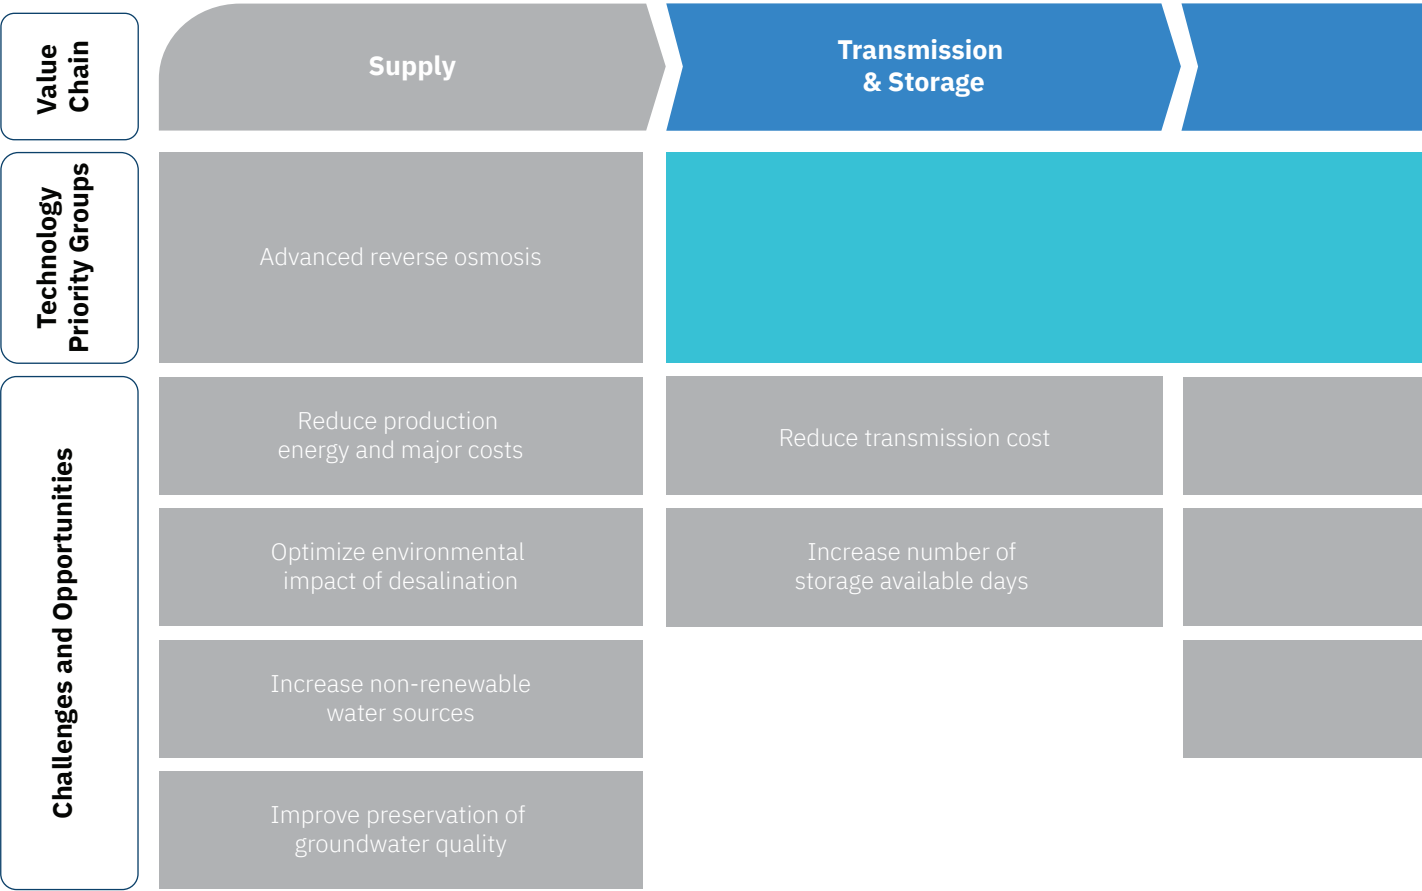 Value
Chain
Supply
Transmission
& Storage
Technology
Priority Groups
Advanced reverse osmosis
Challenges and Opportunities
Reduce production
energy and major costs
Reduce transmission cost
Optimize environmental
impact of desalination
Increase number of
storage available days
Increase non-renewable
water sources
Improve preservation of
groundwater quality